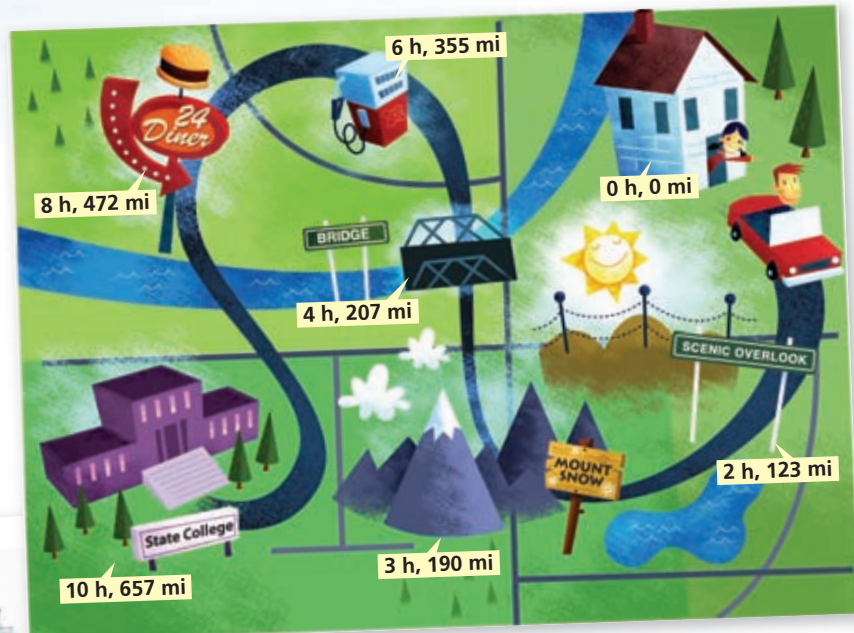 6 h, 355 mi
24
Diner
8 h, 472 mi
0 h, 0 mi
BRIDGE
4 h, 207 mi
SCENIC OVERLOOK
MOUNT
SNOW
2 h, 123 mi
State College
3 h, 190 mi
10 h, 657 mi